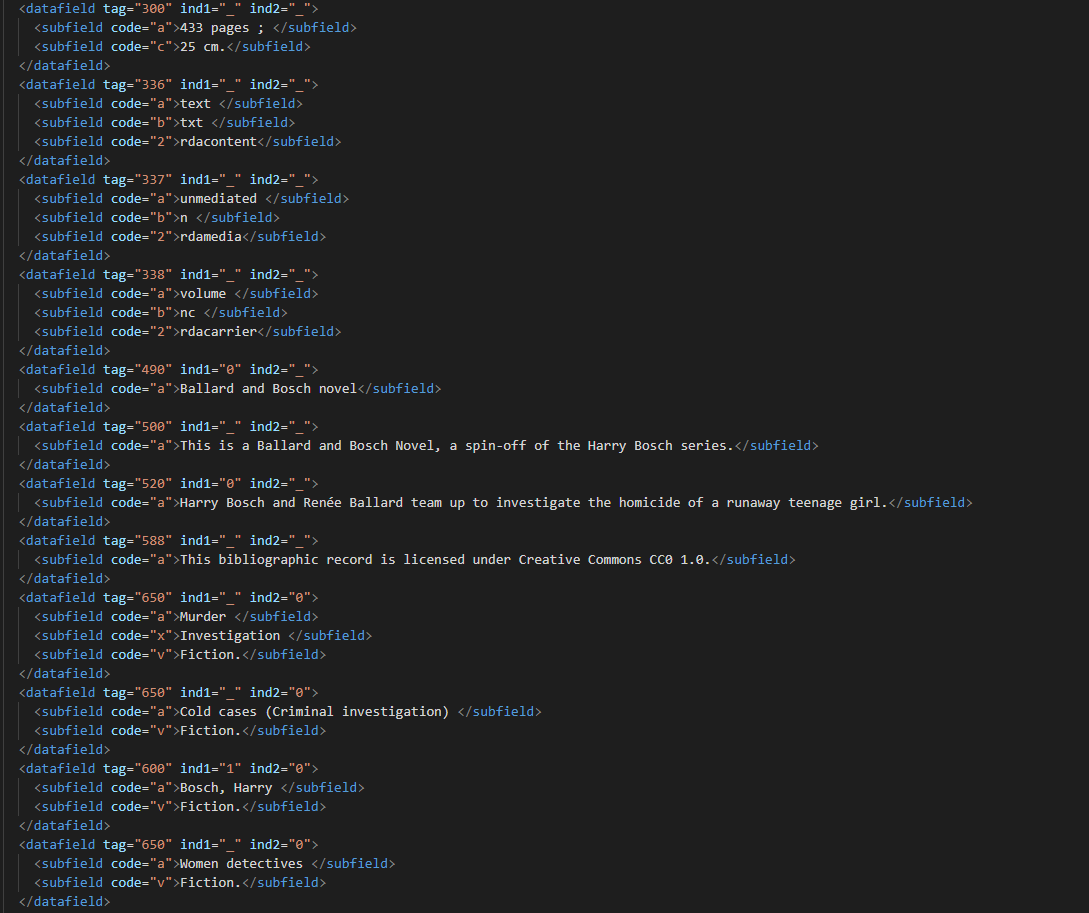 <datafield tag="300" ind1="_" ind2="_">
<subfield code="a">433 pages ; </subfield>
<subfield code="c">25 cm.</subfield>
</datafield>
<datafield tag="336" ind1="_" ind2="_">
<subfield code="a">text </subfield>
<subfield code="b">txt </subfield>
<subfield code="2">rdacontent</subfield>
</datafield>
<datafield tag="337" ind1="_" ind2="_">
<subfield code="a">unmediated </subfield>
<subfield code="b">n </subfield>
<subfield code="2">rdamedia</subfield>
</datafield>
<datafield tag="338" ind1="_" ind2="_">
<subfield code="a">volume </subfield>
<subfield code="b">nc </subfield>
<subfield code="2">rdacarrier</subfield>
</datafield>
<datafield tag="490" ind1="0" ind2="_">
<subfield code="a">Ballard and Bosch novel</subfield>
</datafield>
<datafield tag="500" ind1="_" ind2="_">
<subfield code="a">This is a Ballard and Bosch Novel, a spin-off of the Harry Bosch series.</subfield>
</datafield>
<datafield tag="520" ind1="0" ind2="_">
<subfield code="a">Harry Bosch and Renée Ballard team up to investigate the homicide of a runaway teenage girl.</subfield>
</datafield>
<datafield tag="588" ind1="_" ind2="_">
<subfield code="a">This bibliographic record is licensed under Creative Commons CC0 1.0.</subfield>
</datafield>
<datafield tag="650" ind1="_" ind2="0">
<subfield code="a">Murder </subfield>
<subfield code="x">Investigation </subfield>
<subfield code="v">Fiction.</subfield>
</datafield>
<datafield tag="650" ind1="_" ind2="0">
<subfield code="a">Cold cases (Criminal investigation) </subfield>
<subfield code="v">Fiction.</subfield>
</datafield>
<datafield tag="600" ind1="1" ind2="0">
<subfield code="a">Bosch, Harry </subfield>
<subfield code="v">Fiction.</subfield>
</datafield>
<datafield tag="650" ind1="_" ind2="0">
<subfield code="a">Women detectives </subfield>
<subfield code="v">Fiction.</subfield>
</datafield>